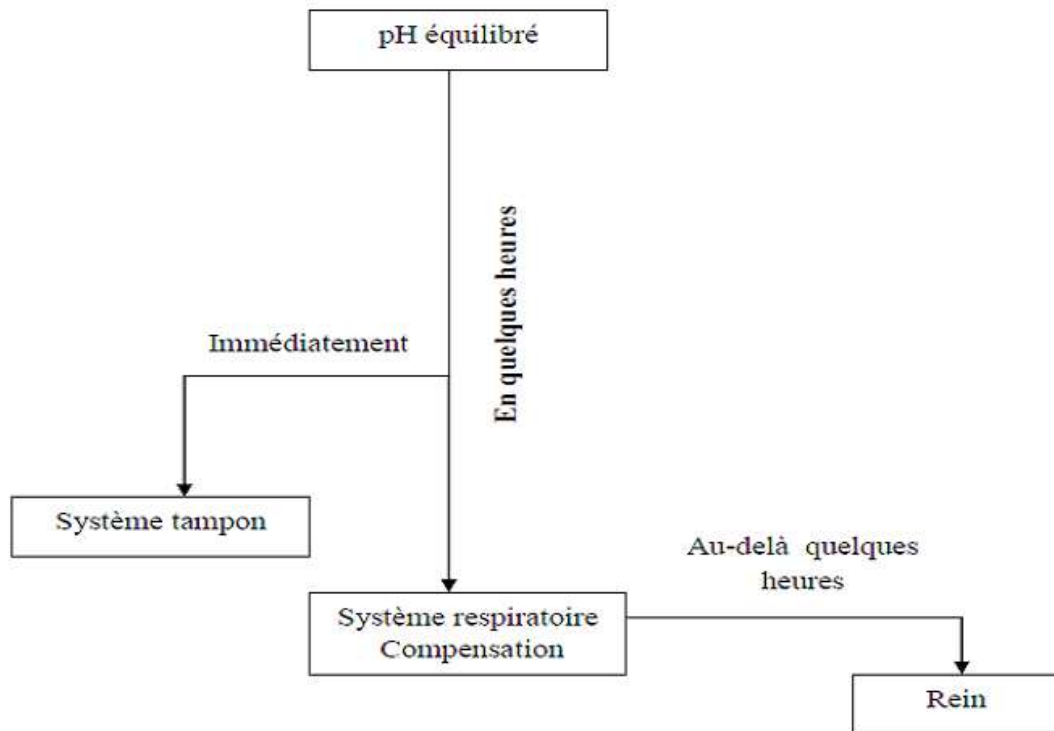 pH équilibré
En quelques heures
Immédiatement
Système tampon
Au-delà quelques
heures
Système respiratoire
Compensation
Rein